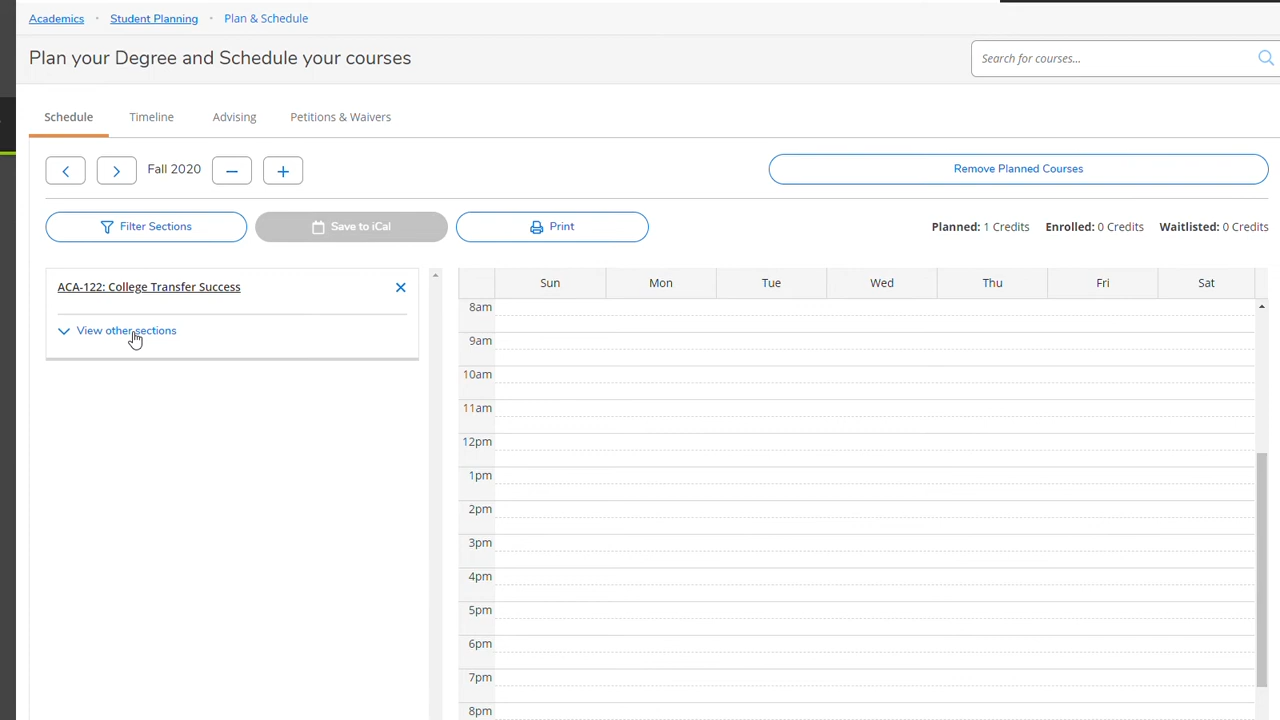 Academics • Student Planning • Plan & Schedule
Plan your Degree and Schedule your courses
Search for courses...
Schedule Timeline Advising Petitions & Waivers
Fall 2020
Remove Planned Courses
Filter Sections Save to iCal Print
Planned: 1 Credits Enrolled: 0 Credits Waitlisted: 0 Credits
ACA-122: College Transfer Success
View other sections
Sun Mon Tue Wed Thu Fri Sat
8am
9am
10am
11am
12pm
1pm
2pm
3pm
4pm
5pm
6pm
7pm
8pm